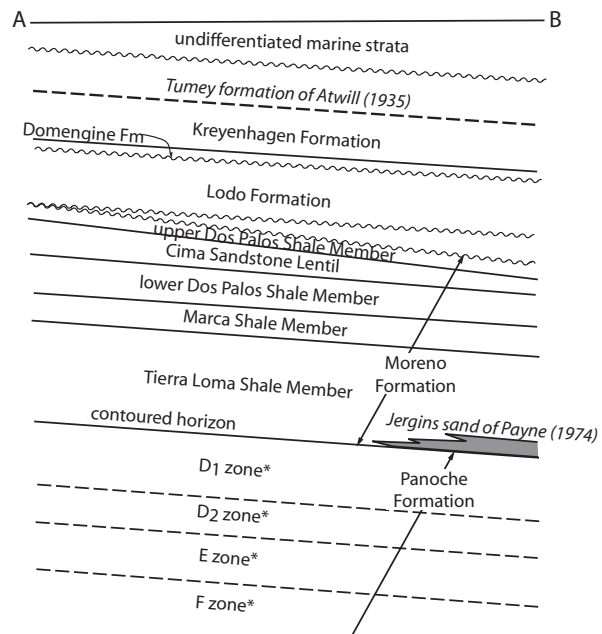 A
B
undifferentiated marine strata
Tumey formation of Atwill (1935)
Domengine Fm
Kreyenhagen Formation
Lodo Formation
upper Dos Palos Shale Member
Cima Sandstone Lentil
lower Dos Palos Shale Member
Marca Shale Member
Moreno
Formation
Tierra Loma Shale Member
contoured horizon
Jergins sand of Payne (1974)
D1 zone*
Panoche
Formation
D2 zone*
E zone*
F zone*